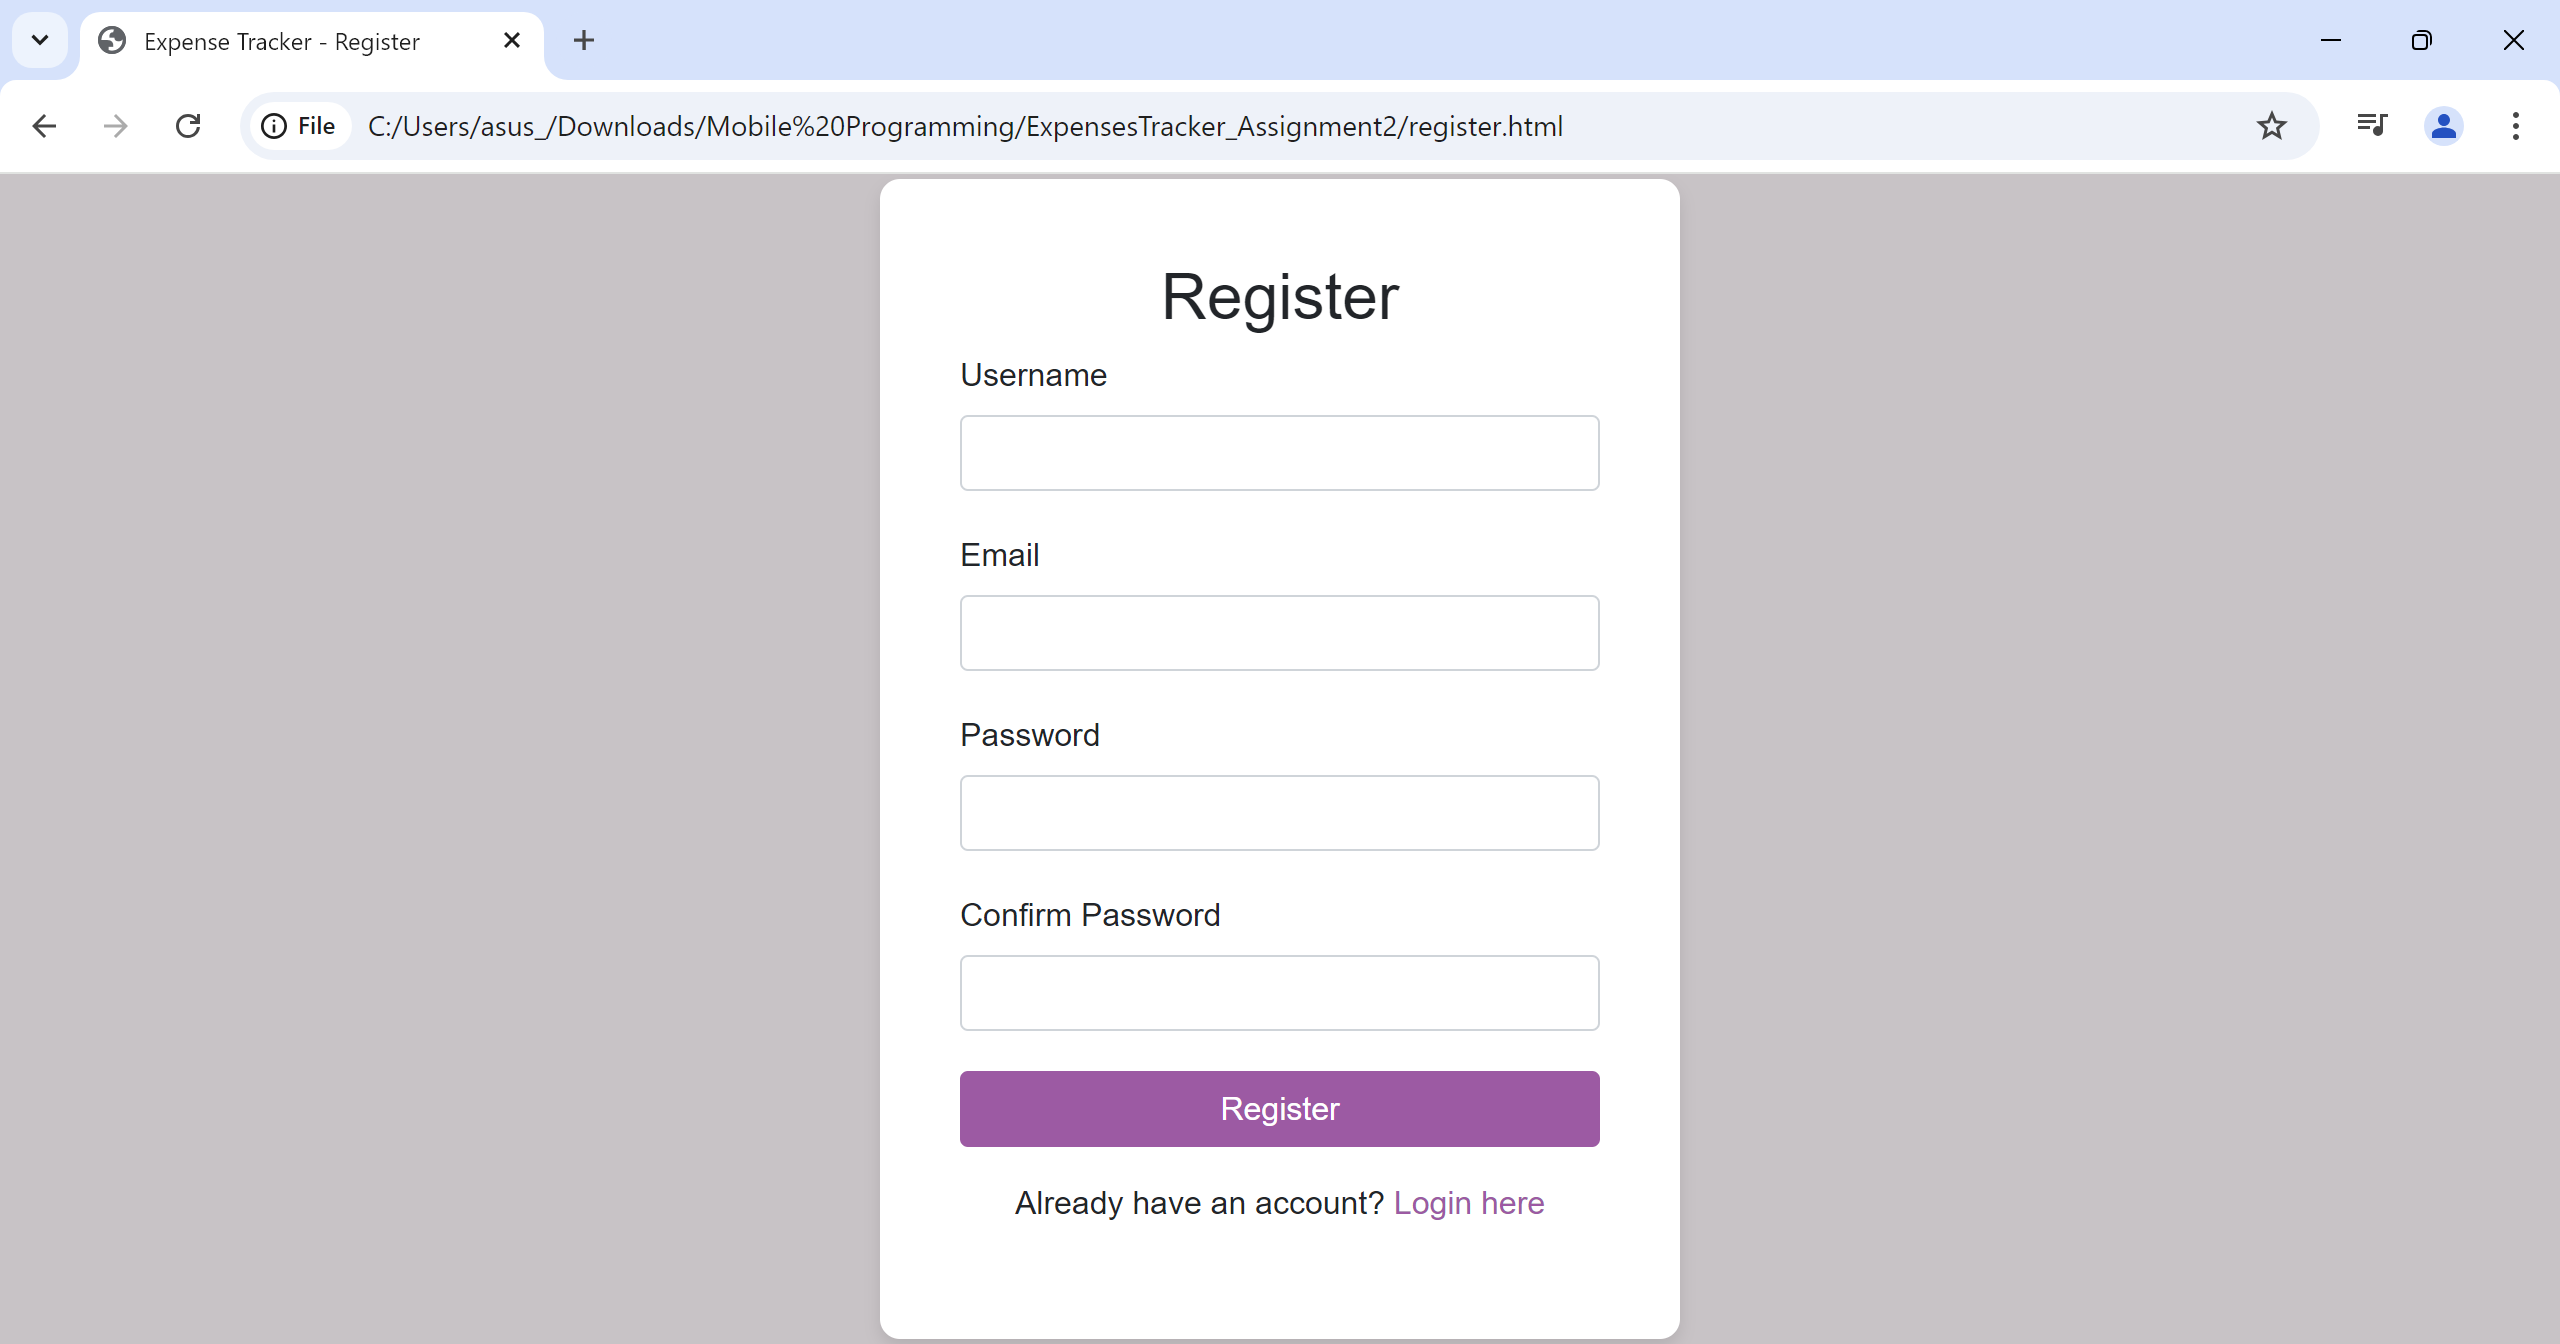 Expense Tracker - Register
File C:/Users/asus_/Downloads/Mobile%20Programming/ExpensesTracker_Assignment2/register.html
Register
Username
Email
Password
Confirm Password
Register
Already have an account? Login here